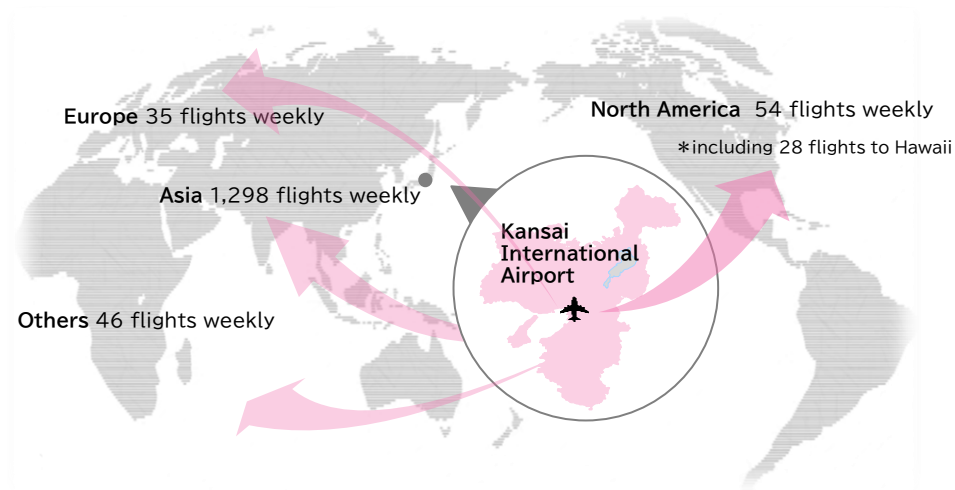 Europe 35 flights weekly
North America 54 flights weekly
*including 28 flights to Hawaii
Asia 1,298 flights weekly
Kansai
International
Airport
Others 46 flights weekly